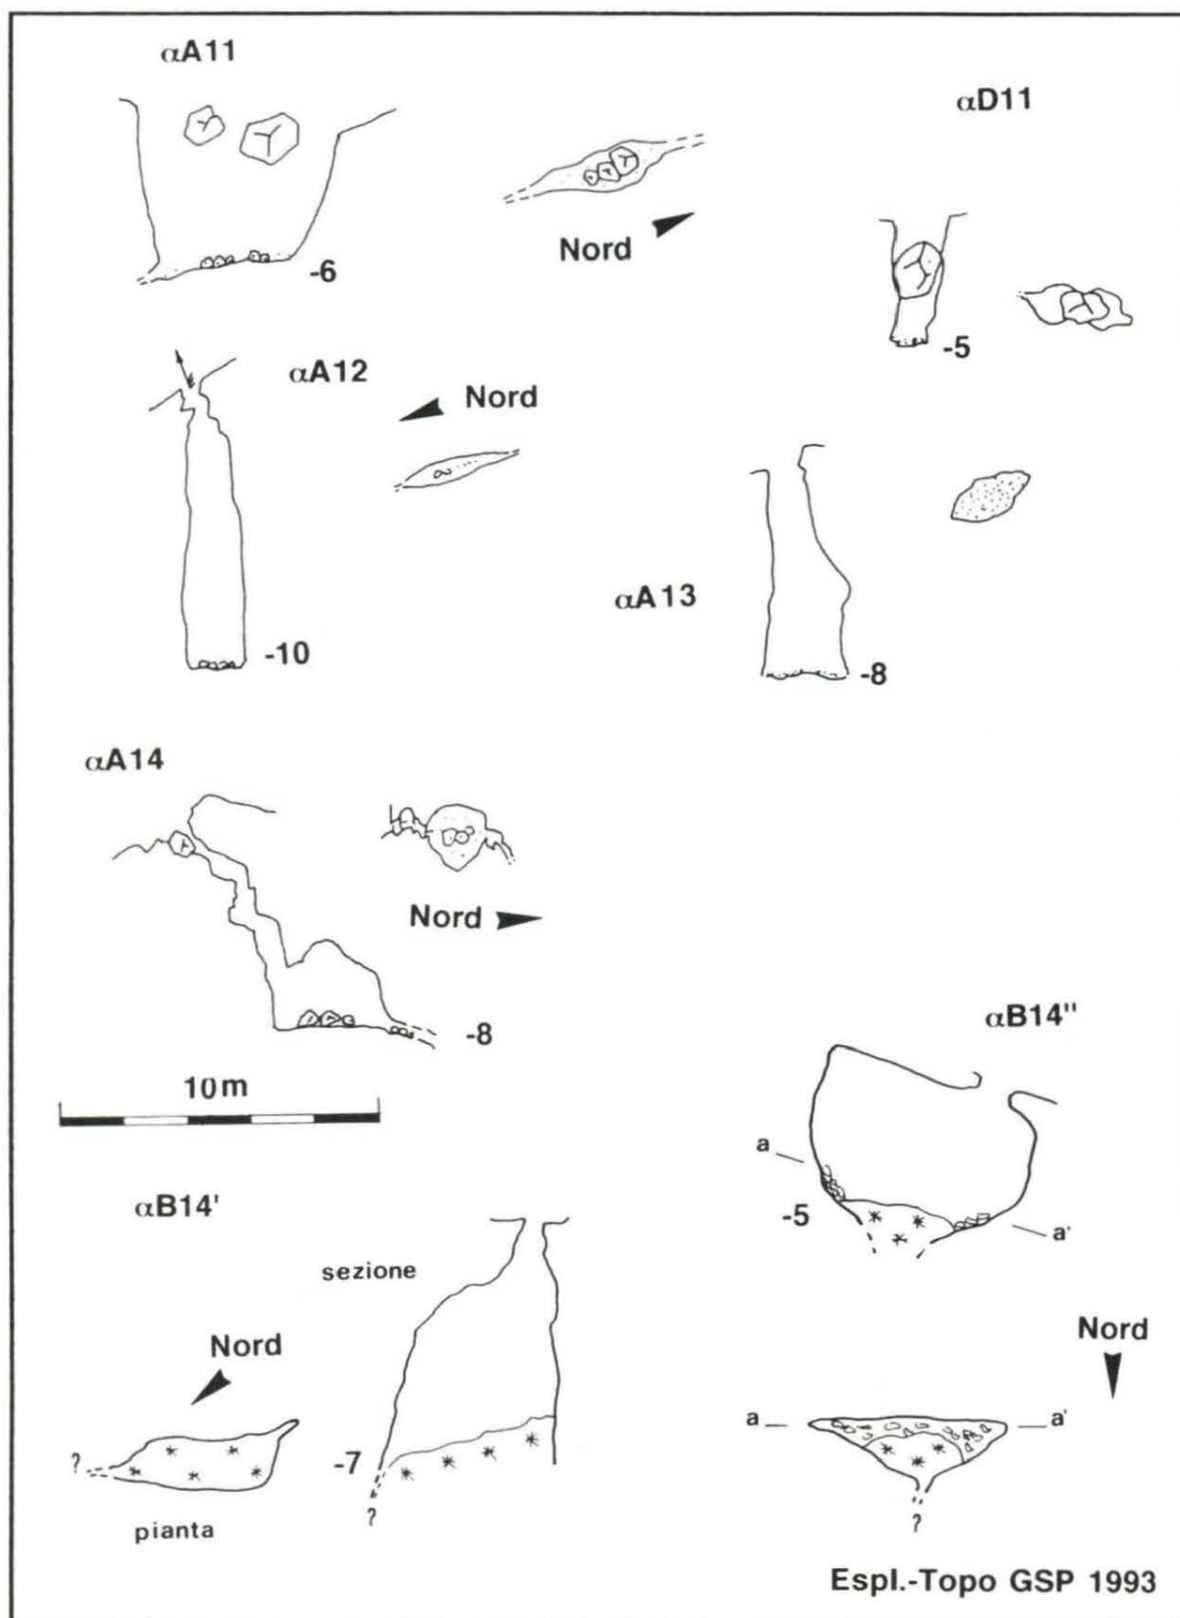 αA11
αD11
Nord
-6
-5
αA12
Nord
αA13
-10
-8
αA14
Nord
-8
10m
αB14''
a
-5
a'
αB14'
sezione
Nord
Nord
a
a'
?
-7
?
?
pianta
Espl.-Topo GSP 1993